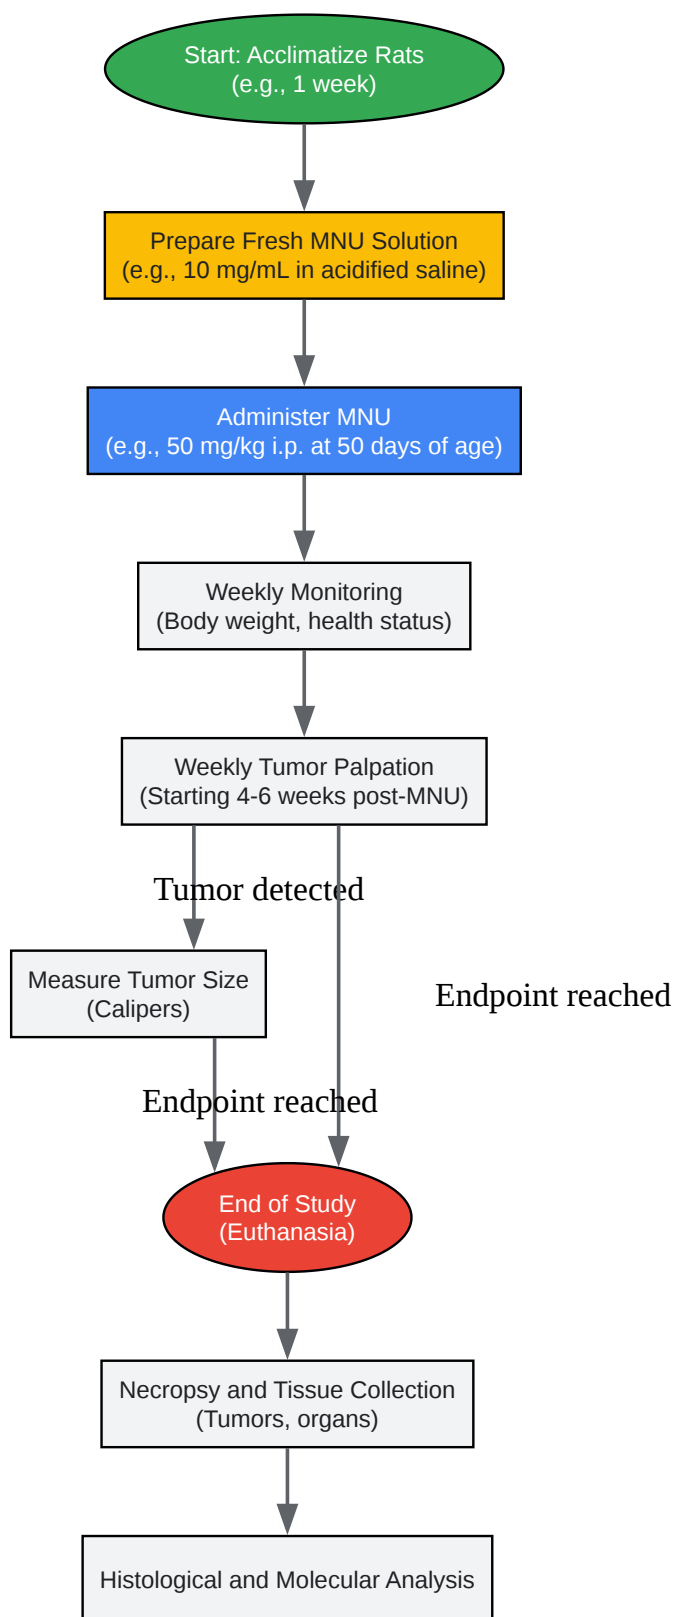 Start: Acclimatize Rats
(e.g., 1 week)
Prepare Fresh MNU Solution
(e.g., 10 mg/mL in acidified saline)
Administer MNU
(e.g., 50 mg/kg i.p. at 50 days of age)
Weekly Monitoring
(Body weight, health status)
Weekly Tumor Palpation
(Starting 4-6 weeks post-MNU)
Tumor detected
Measure Tumor Size
(Calipers)
Endpoint reached
Endpoint reached
End of Study
(Euthanasia)
Necropsy and Tissue Collection
(Tumors, organs)
Histological and Molecular Analysis